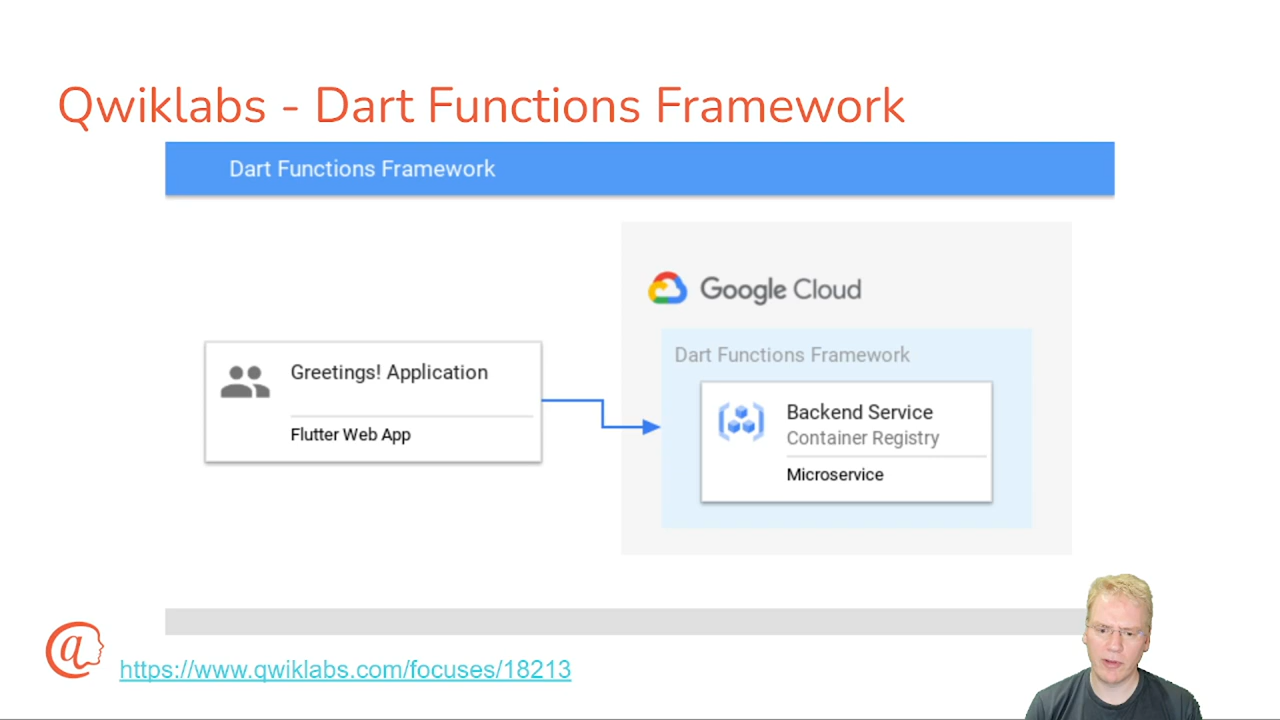 Qwiklabs - Dart Functions Framework
Dart Functions Framework
Google Cloud
Dart Functions Framework
Greetings! Application
Flutter Web App
Backend Service
Container Registry
Microservice
https://www.qwiklabs.com/focuses/18213